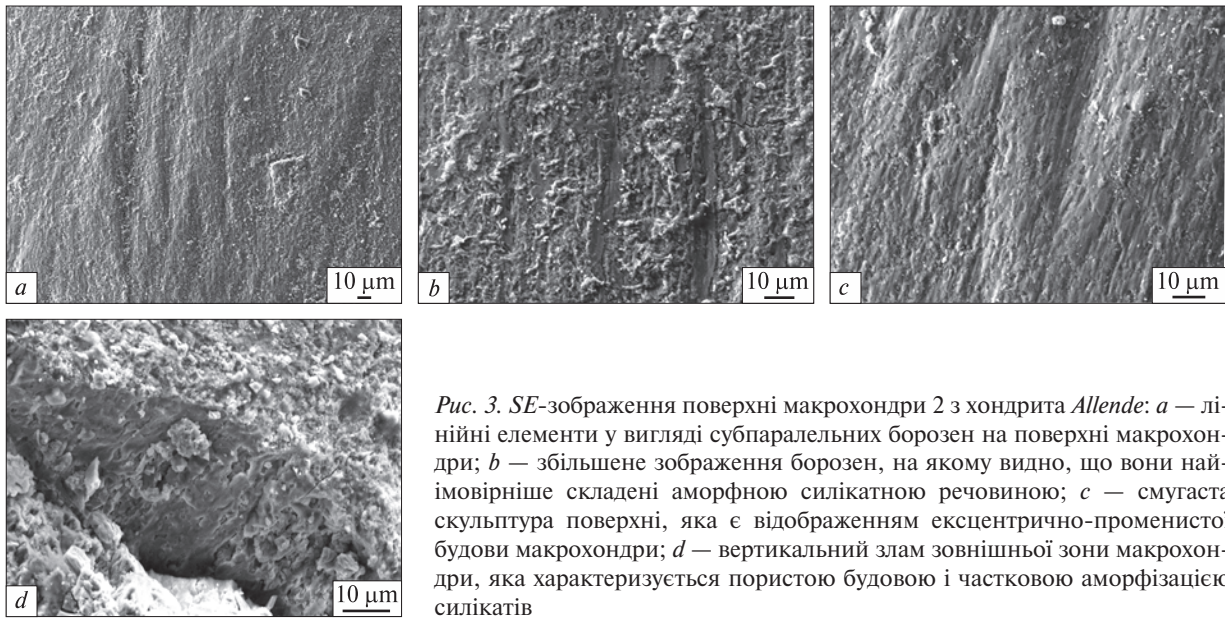 a
10 μm
b
10 μm
c
10 μm
d
10 μm
Рис. 3. SE-зображення поверхні макрохондри 2 з хондрита Allende: a — лі-
нійні елементи у вигляді субпаралельних борозен на поверхні макрохон-
дри; b — збільшене зображення борозен, на якому видно, що вони най-
імовірніше складені аморфною силікатною речовиною; c — смугаста
скульптура поверхні, яка є відображенням ексцентрично-променистої
будови макрохондри; d — вертикальний злам зовнішньої зони макрохон-
дри, яка характеризується пористою будовою і частковою аморфізацією
силікатів